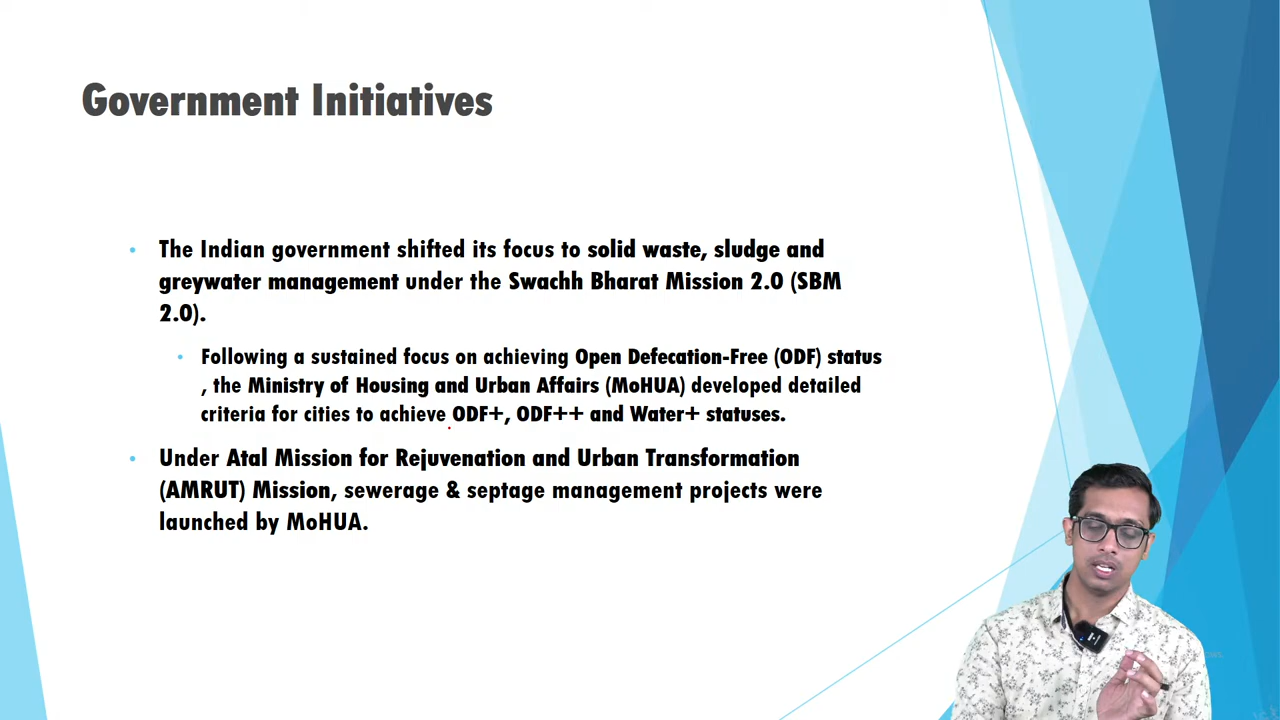 Government Initiatives
• The Indian government shifted its focus to solid waste, sludge and
greywater management under the Swachh Bharat Mission 2.0 (SBM
2.0).
• Following a sustained focus on achieving Open Defecation-Free (ODF) status
, the Ministry of Housing and Urban Affairs (MoHUA) developed detailed
criteria for cities to achieve ODF+, ODF++ and Water+ statuses.
• Under Atal Mission for Rejuvenation and Urban Transformation
(AMRUT) Mission, sewerage & septage management projects were
launched by MoHUA.